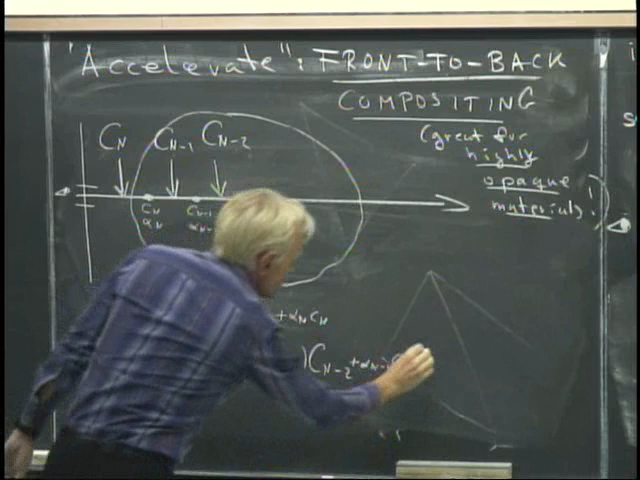 "Accelerate": FRONT-TO-BACK
COMPOSITING
(great for
highly
opaque
materials!)
C_N C_N-1 C_N-2
c_N c_N-1
α_N α_N
+ α_N c_N
)C_N-2 + α_N-1